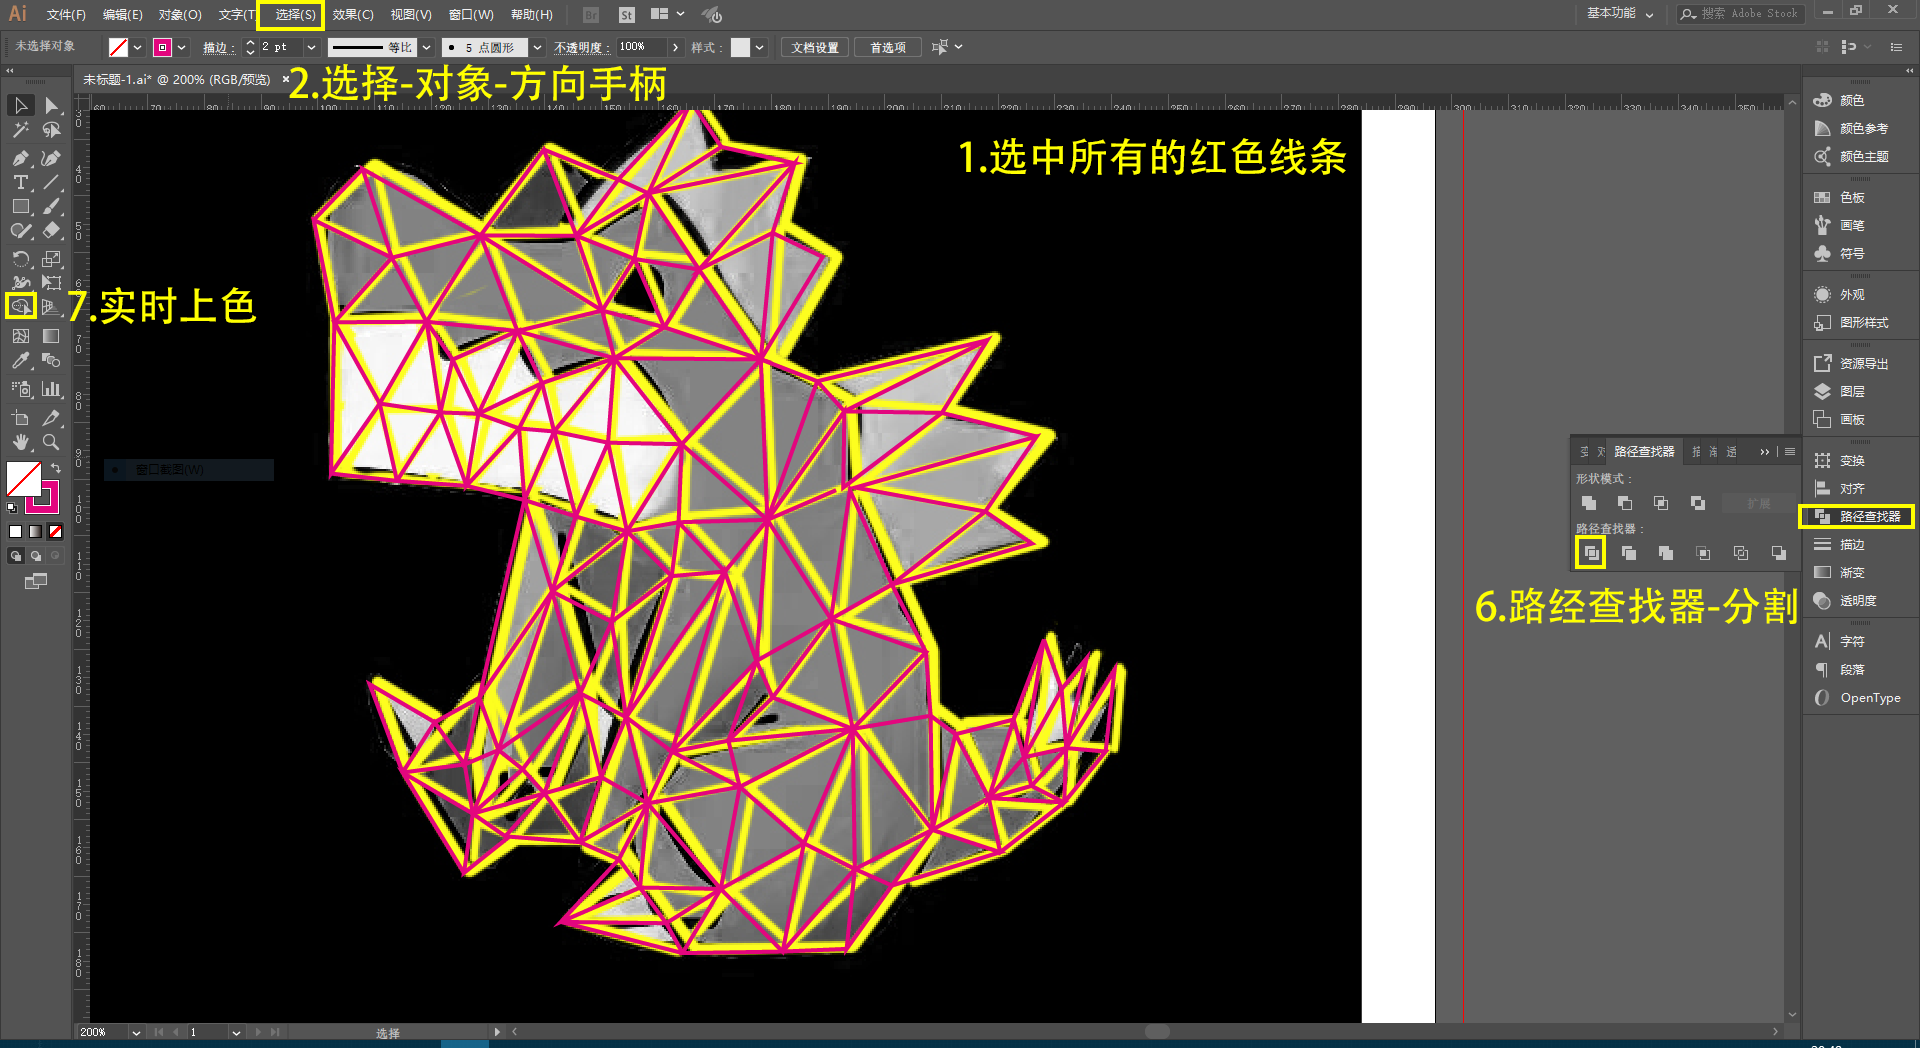 Ai 文件(F) 编辑(E) 对象(O) 文字(T) 选择(S) 效果(C) 视图(V) 窗口(W) 帮助(H) Br St 基本功能 搜索 Adobe Stock
未选择对象 描边: 2 pt 等比 5 点圆形 不透明度: 100% 样式: 文档设置 首选项
未标题-1.ai* @ 200% (RGB/预览) ×
2.选择-对象-方向手柄
1.选中所有的红色线条
7.实时上色
窗口截图(W)
颜色
颜色参考
颜色主题
色板
画笔
符号
外观
图形样式
资源导出
图层
画板
变换
对齐
路径查找器
描边
渐变
透明度
字符
段落
OpenType
路径查找器
形状模式:
扩展
路径查找器:
6.路经查找器-分割
200% 1 选择